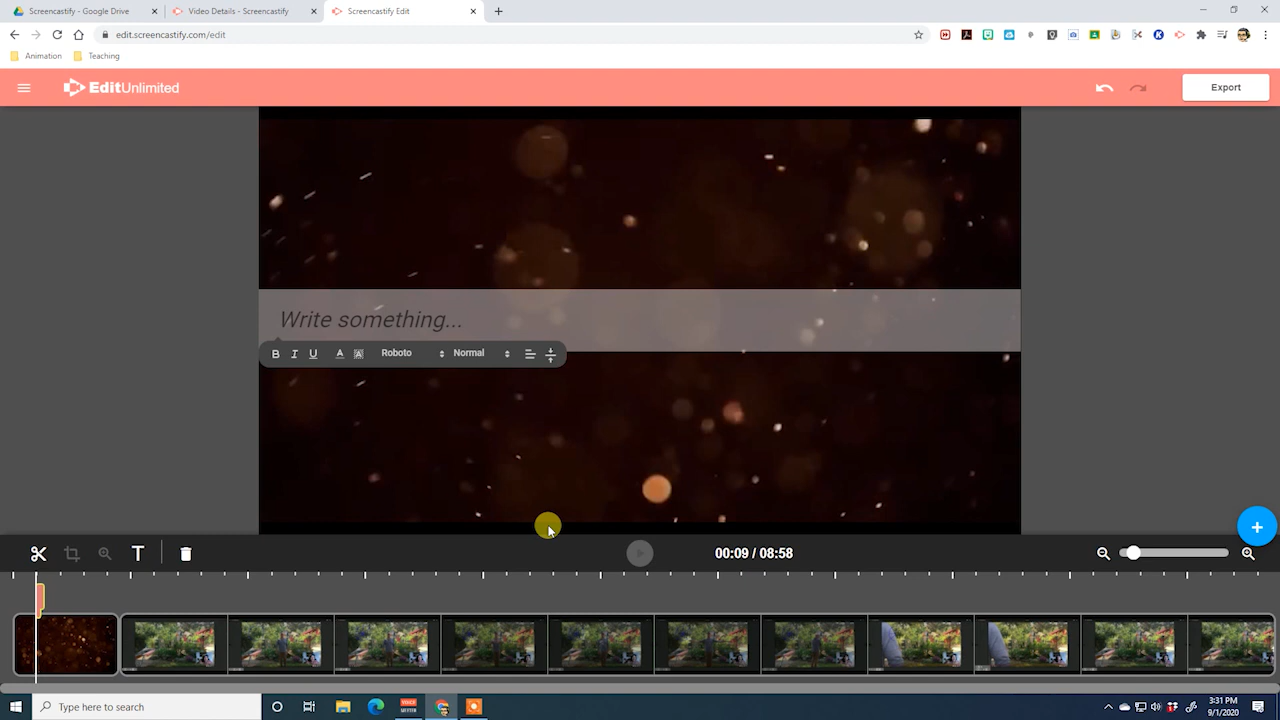 Screencastify - Google Drive
Video Details - Screencastify
Screencastify Edit
edit.screencastify.com/edit
Animation
Teaching
EditUnlimited
Export
Write something...
B I U A A Roboto Normal
T
00:09 / 08:58
Type here to search
3:31 PM
9/1/2020